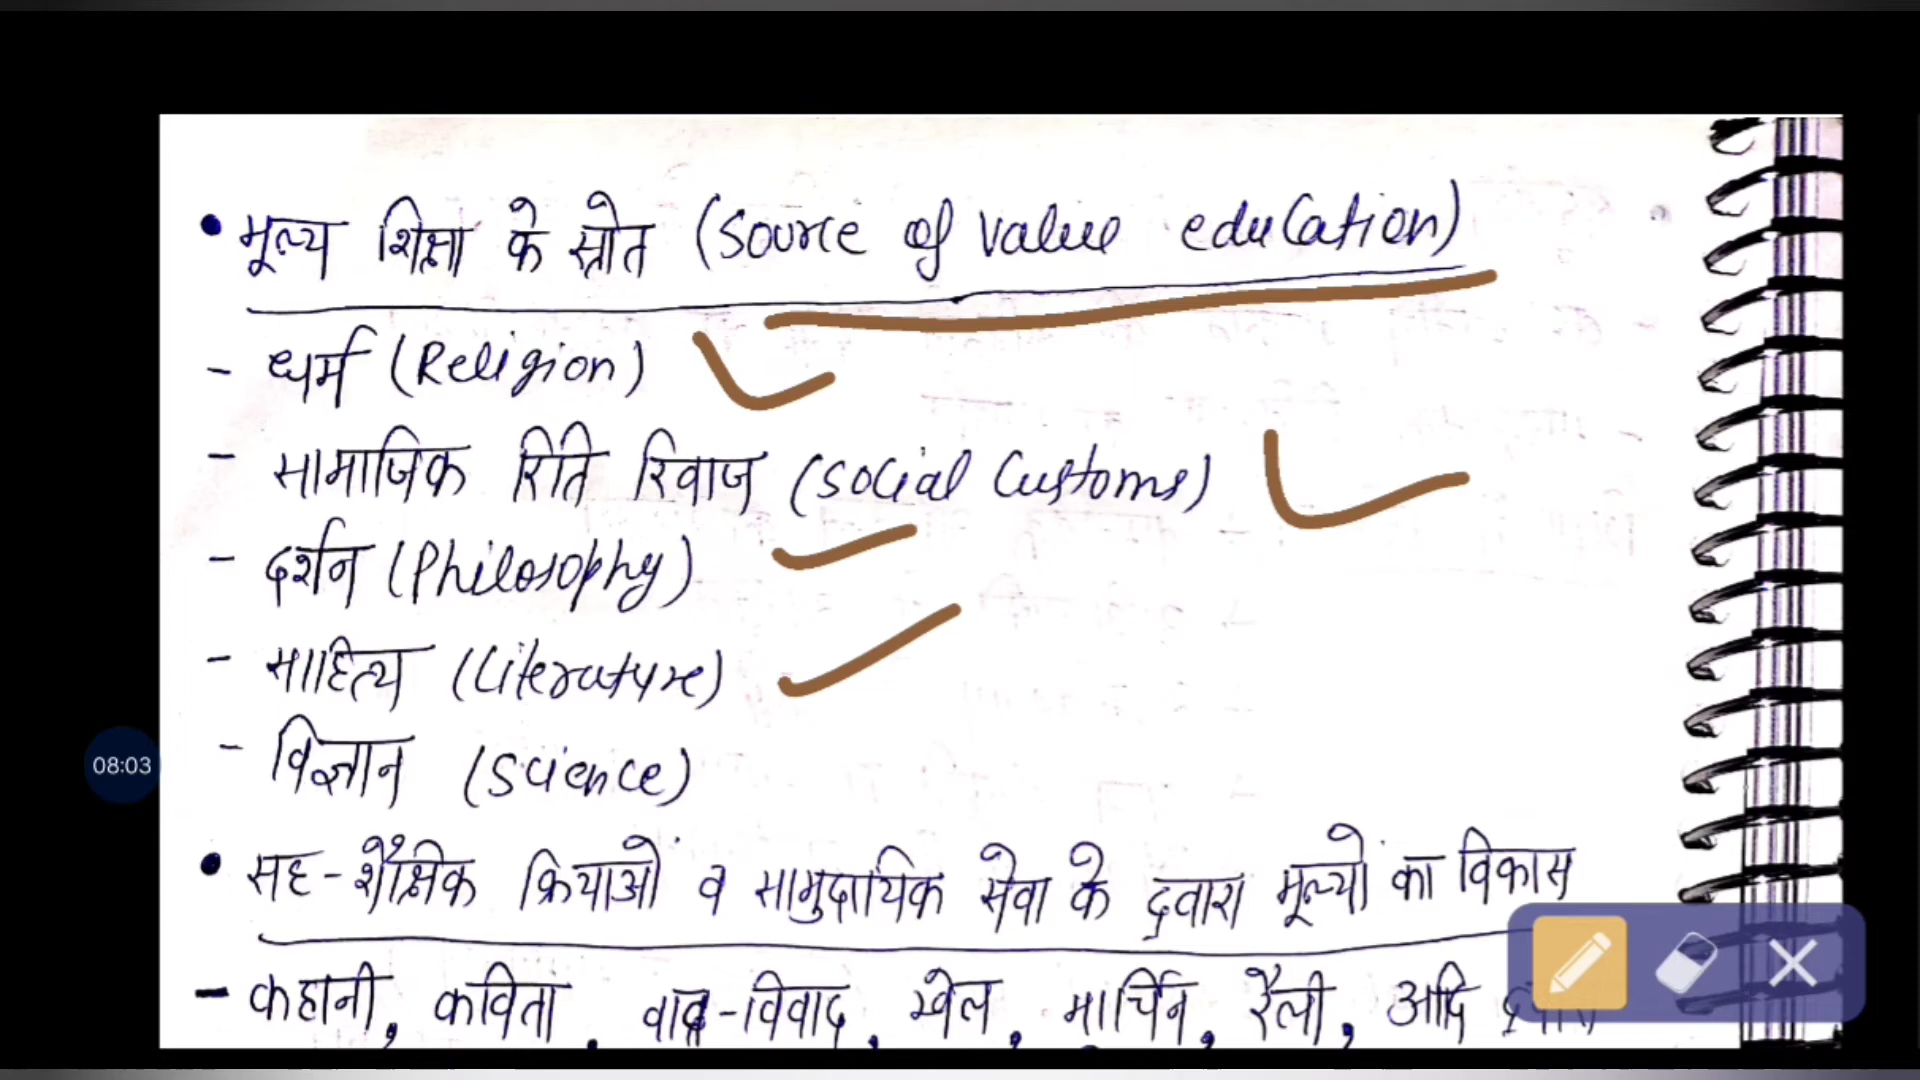 • मूल्य शिक्षा के स्रोत (Source of value education)
- धर्म (Religion)
- सामाजिक रिति रिवाज (Social Customs)
- दर्शन (Philosophy)
- साहित्य (Literature)
08:03
- विज्ञान (Science)
• सह-शैक्षिक क्रियाओं व सामुदायिक सेवा के द्वारा मूल्यों का विकास
- कहानी, कविता, वाद-विवाद, खेल, मार्चिन, रैली, आदि